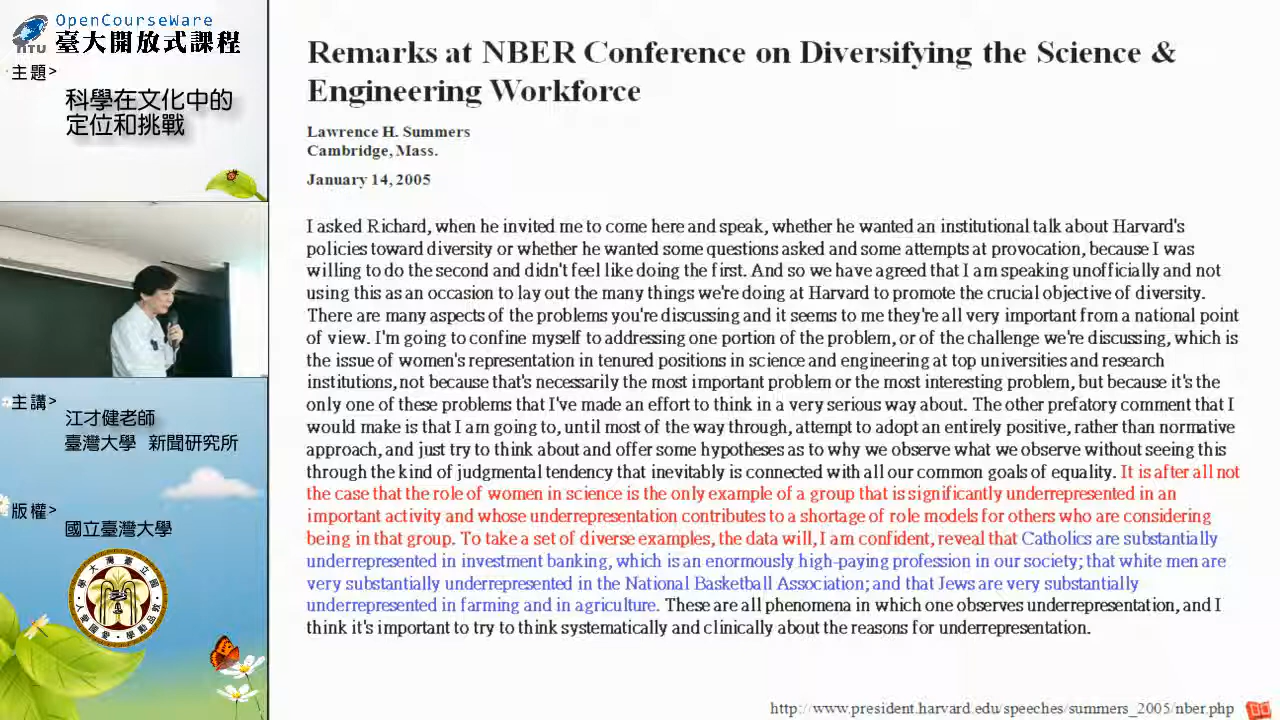 OpenCourseWare
NTU 臺大開放式課程
主題>
科學在文化中的
定位和挑戰
主講>
江才健老師
臺灣大學 新聞研究所
版權>
國立臺灣大學
Remarks at NBER Conference on Diversifying the Science &
Engineering Workforce
Lawrence H. Summers
Cambridge, Mass.
January 14, 2005
I asked Richard, when he invited me to come here and speak, whether he wanted an institutional talk about Harvard's
policies toward diversity or whether he wanted some questions asked and some attempts at provocation, because I was
willing to do the second and didn't feel like doing the first. And so we have agreed that I am speaking unofficially and not
using this as an occasion to lay out the many things we're doing at Harvard to promote the crucial objective of diversity.
There are many aspects of the problems you're discussing and it seems to me they're all very important from a national point
of view. I'm going to confine myself to addressing one portion of the problem, or of the challenge we're discussing, which is
the issue of women's representation in tenured positions in science and engineering at top universities and research
institutions, not because that's necessarily the most important problem or the most interesting problem, but because it's the
only one of these problems that I've made an effort to think in a very serious way about. The other prefatory comment that I
would make is that I am going to, until most of the way through, attempt to adopt an entirely positive, rather than normative
approach, and just try to think about and offer some hypotheses as to why we observe what we observe without seeing this
through the kind of judgmental tendency that inevitably is connected with all our common goals of equality. It is after all not
the case that the role of women in science is the only example of a group that is significantly underrepresented in an
important activity and whose underrepresentation contributes to a shortage of role models for others who are considering
being in that group. To take a set of diverse examples, the data will, I am confident, reveal that Catholics are substantially
underrepresented in investment banking, which is an enormously high-paying profession in our society; that white men are
very substantially underrepresented in the National Basketball Association; and that Jews are very substantially
underrepresented in farming and in agriculture. These are all phenomena in which one observes underrepresentation, and I
think it's important to try to think systematically and clinically about the reasons for underrepresentation.
http://www.president.harvard.edu/speeches/summers_2005/nber.php